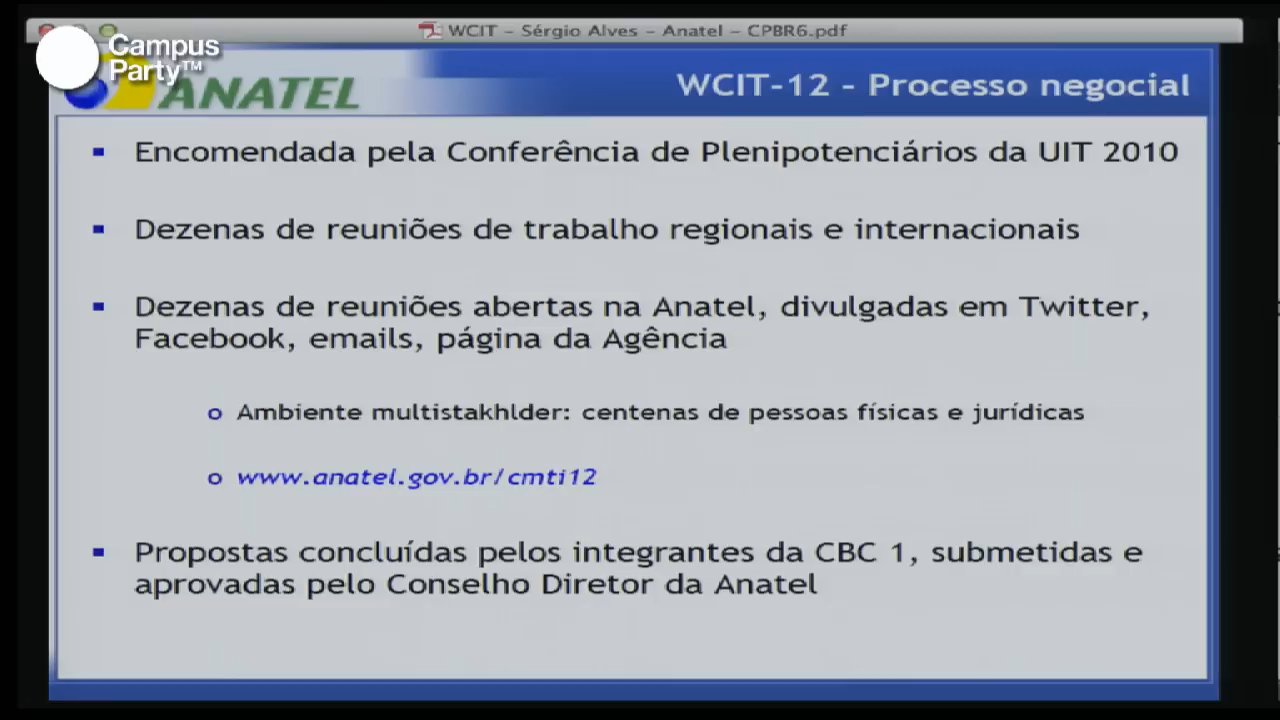 WCIT – Sérgio Alves – Anatel – CPBR6.pdf
Campus
Party™
ANATEL
WCIT-12 - Processo negocial
Encomendada pela Conferência de Plenipotenciários da UIT 2010
Dezenas de reuniões de trabalho regionais e internacionais
Dezenas de reuniões abertas na Anatel, divulgadas em Twitter,
Facebook, emails, página da Agência
Ambiente multistakhlder: centenas de pessoas físicas e jurídicas
www.anatel.gov.br/cmti12
Propostas concluídas pelos integrantes da CBC 1, submetidas e
aprovadas pelo Conselho Diretor da Anatel